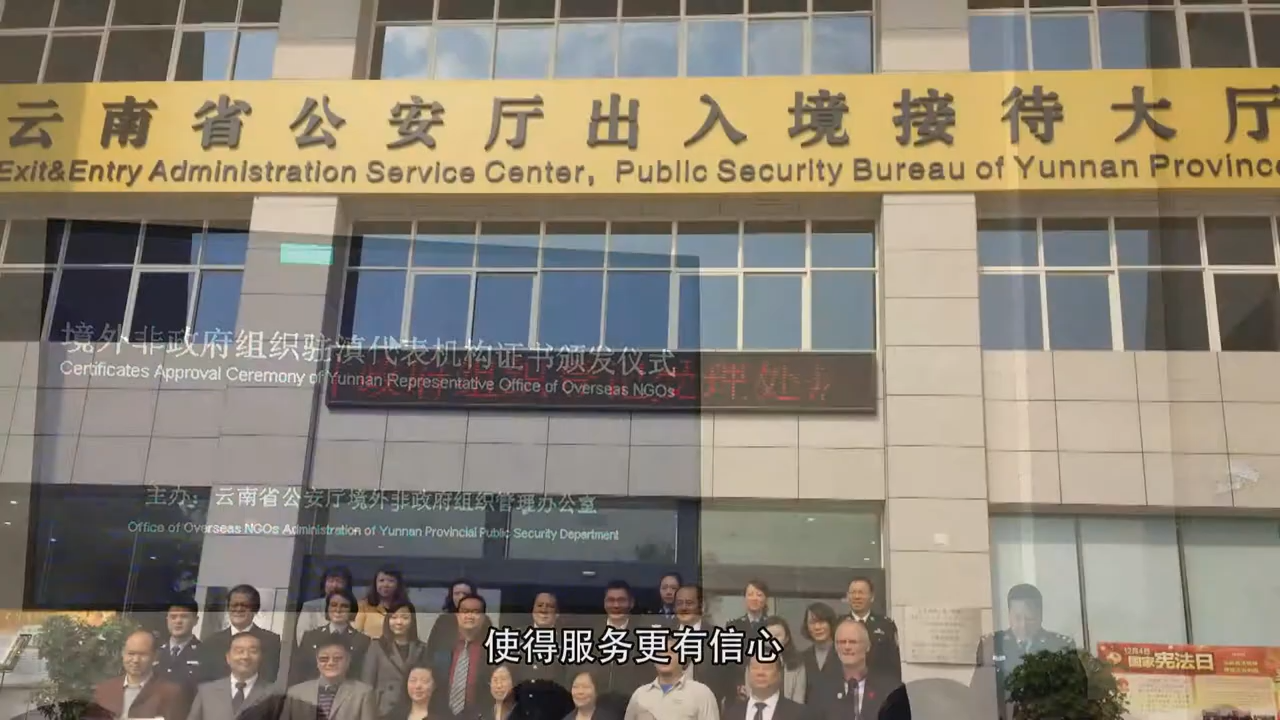 云南省公安厅出入境接待大厅
Exit&Entry Administration Service Center, Public Security Bureau of Yunnan Province
境外非政府组织驻滇代表机构证书颁发仪式
Certificates Approval Ceremony of Yunnan Representative Office of Overseas NGOs
主办：云南省公安厅境外非政府组织管理办公室
Office of Overseas NGOs Administration of Yunnan Provincial Public Security Department
使得服务更有信心
12月4日
国家宪法日